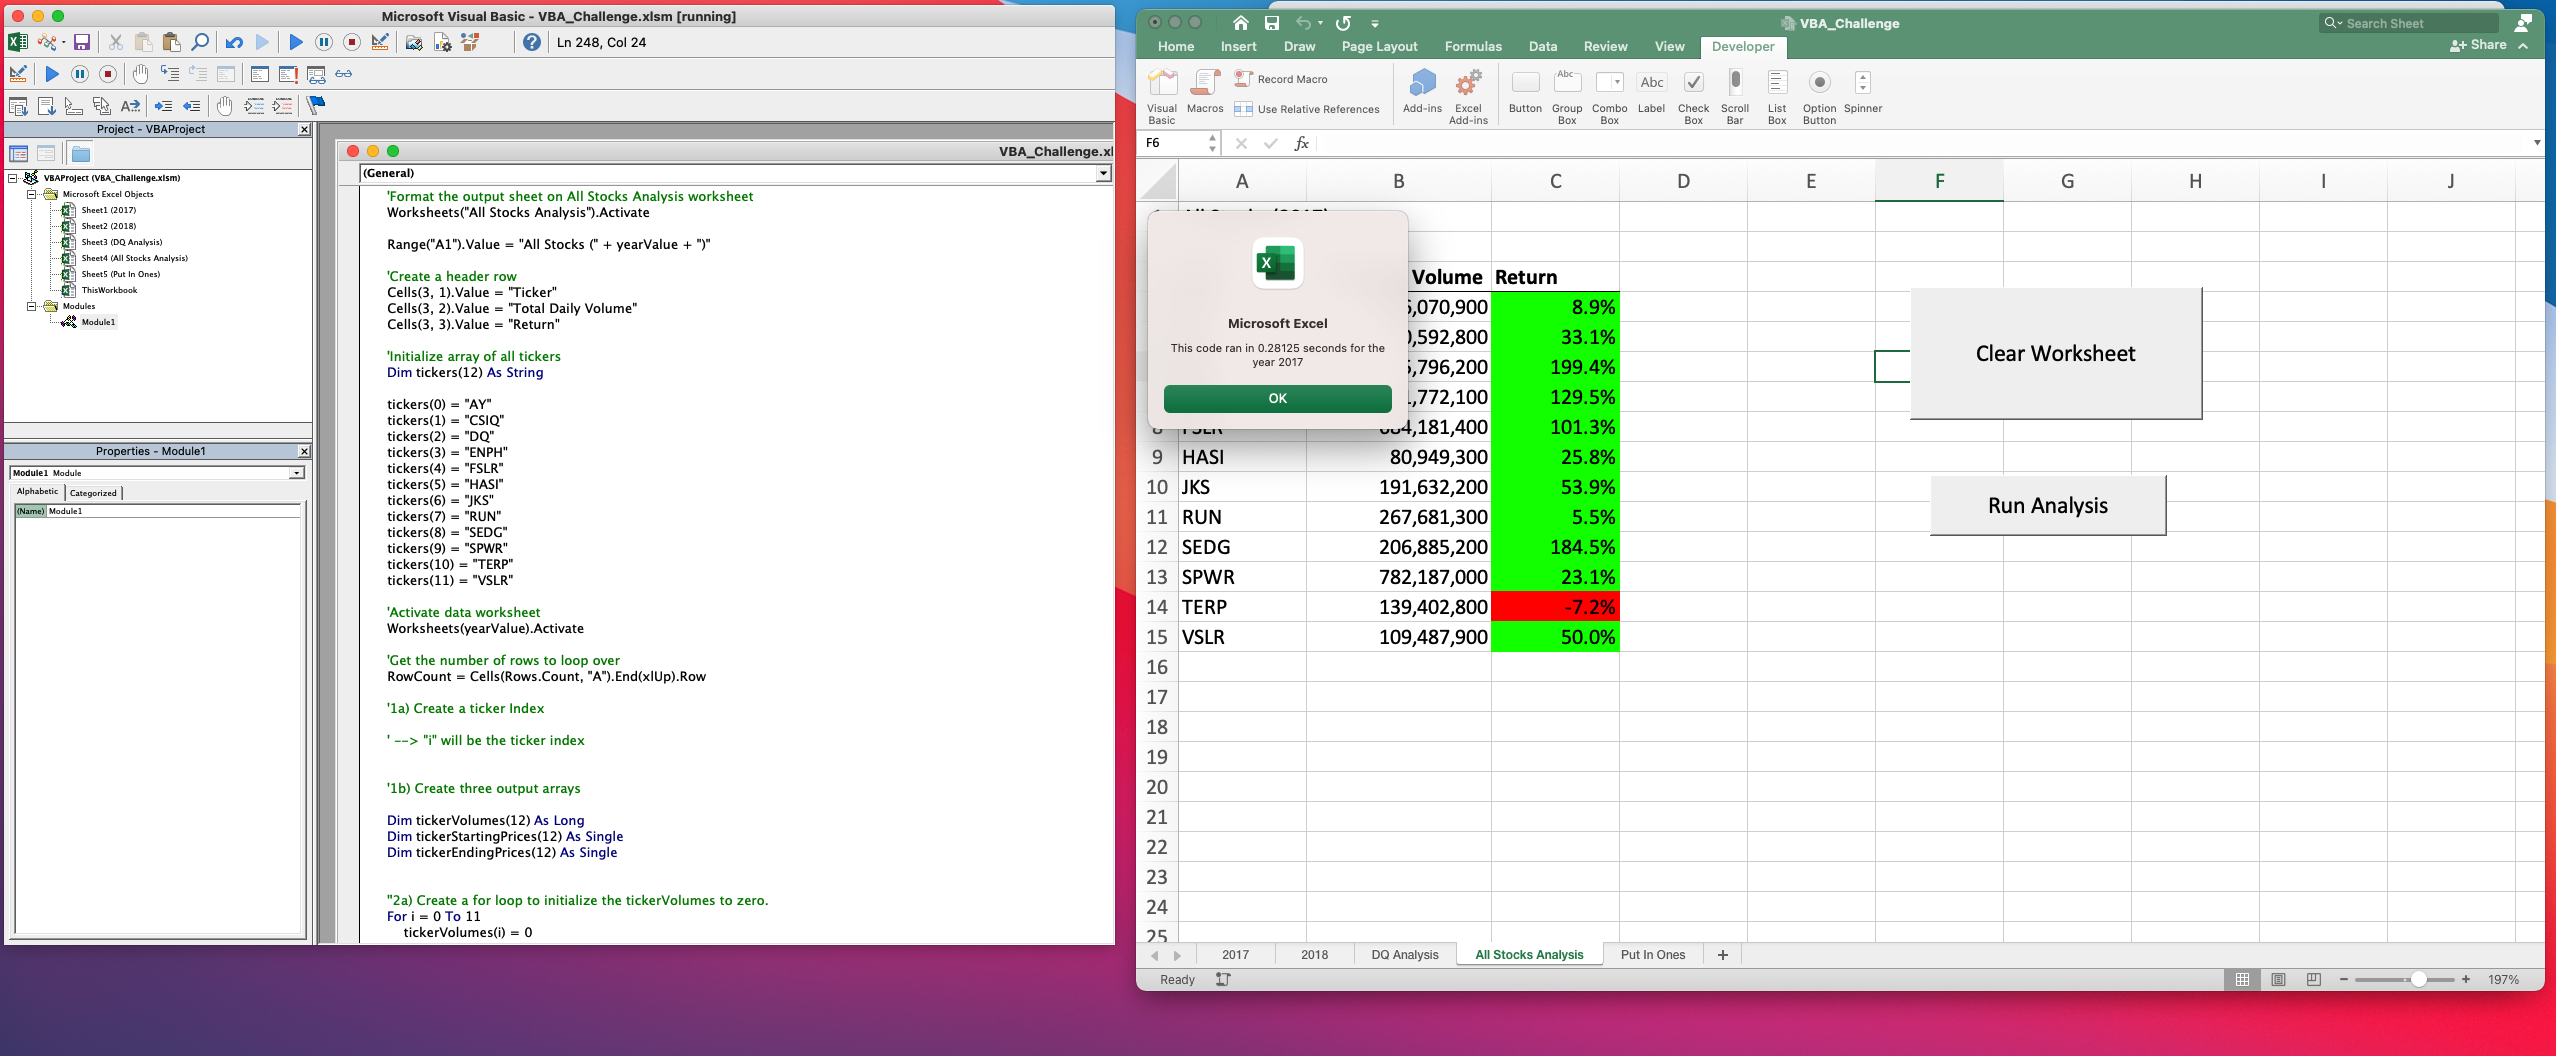 Microsoft Visual Basic - VBA_Challenge.xlsm [running]
Ln 248, Col 24
Project - VBAProject
VBAProject (VBA_Challenge.xlsm)
Microsoft Excel Objects
Sheet1 (2017)
Sheet2 (2018)
Sheet3 (DQ Analysis)
Sheet4 (All Stocks Analysis)
Sheet5 (Put In Ones)
ThisWorkbook
Modules
Module1
Properties - Module1
Module1 Module
Alphabetic Categorized
(Name) Module1
VBA_Challenge.xl
(General)
'Format the output sheet on All Stocks Analysis worksheet
Worksheets("All Stocks Analysis").Activate
Range("A1").Value = "All Stocks (" + yearValue + ")"
'Create a header row
Cells(3, 1).Value = "Ticker"
Cells(3, 2).Value = "Total Daily Volume"
Cells(3, 3).Value = "Return"
'Initialize array of all tickers
Dim tickers(12) As String
tickers(0) = "AY"
tickers(1) = "CSIQ"
tickers(2) = "DQ"
tickers(3) = "ENPH"
tickers(4) = "FSLR"
tickers(5) = "HASI"
tickers(6) = "JKS"
tickers(7) = "RUN"
tickers(8) = "SEDG"
tickers(9) = "SPWR"
tickers(10) = "TERP"
tickers(11) = "VSLR"
'Activate data worksheet
Worksheets(yearValue).Activate
'Get the number of rows to loop over
RowCount = Cells(Rows.Count, "A").End(xlUp).Row
'1a) Create a ticker Index
' --> "i" will be the ticker index
'1b) Create three output arrays
Dim tickerVolumes(12) As Long
Dim tickerStartingPrices(12) As Single
Dim tickerEndingPrices(12) As Single
"2a) Create a for loop to initialize the tickerVolumes to zero.
For i = 0 To 11
tickerVolumes(i) = 0
VBA_Challenge
Search Sheet
Home Insert Draw Page Layout Formulas Data Review View Developer
Share
Visual Basic
Macros
Record Macro
Use Relative References
Add-ins
Excel Add-ins
Button
Group Box
Combo Box
Label
Check Box
Scroll Bar
List Box
Option Button
Spinner
F6
fx
A B C D E F G H I J
Microsoft Excel
This code ran in 0.28125 seconds for the
year 2017
OK
Volume Return
,070,900 8.9%
,592,800 33.1%
,796,200 199.4%
,772,100 129.5%
4,181,400 101.3%
9 HASI 80,949,300 25.8%
10 JKS 191,632,200 53.9%
11 RUN 267,681,300 5.5%
12 SEDG 206,885,200 184.5%
13 SPWR 782,187,000 23.1%
14 TERP 139,402,800 -7.2%
15 VSLR 109,487,900 50.0%
16
17
18
19
20
21
22
23
24
25
Clear Worksheet
Run Analysis
2017 2018 DQ Analysis All Stocks Analysis Put In Ones +
Ready
197%